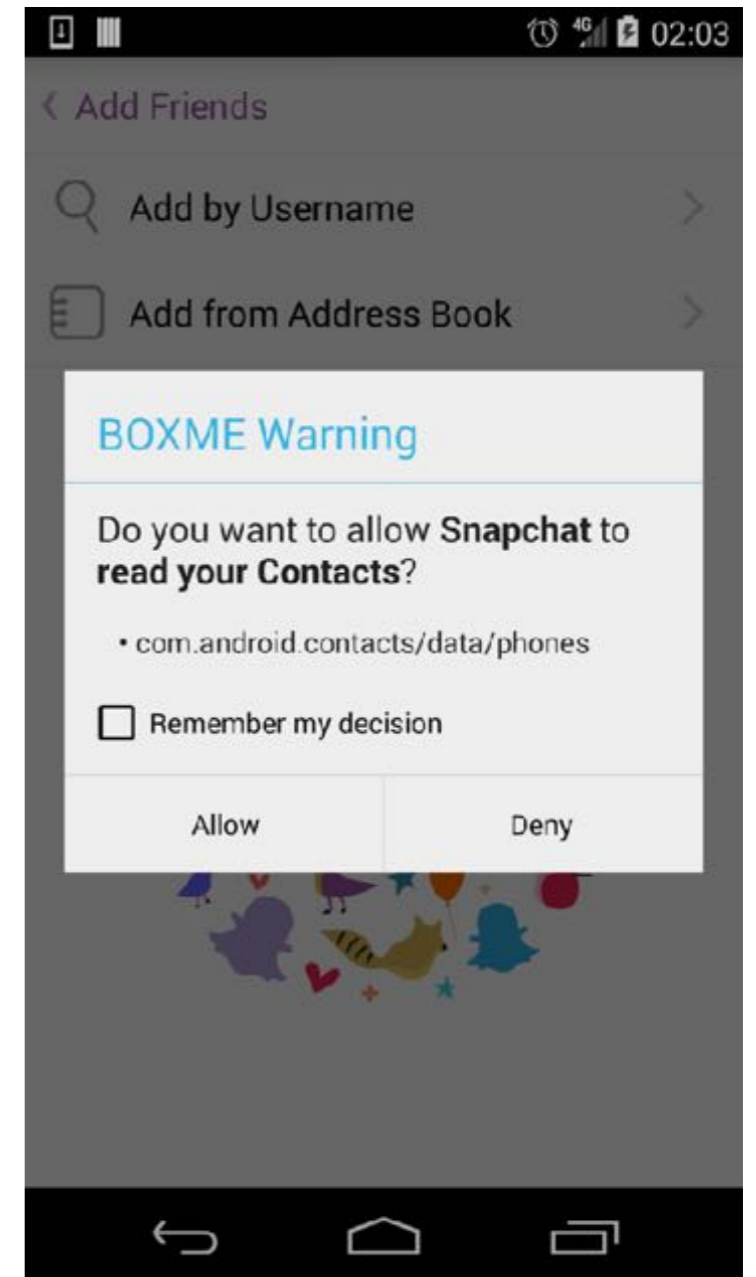 4G 02:03
Add Friends
Add by Username
Add from Address Book
BOXME Warning
Do you want to allow Snapchat to
read your Contacts?
• com.android.contacts/data/phones
Remember my decision
Allow Deny